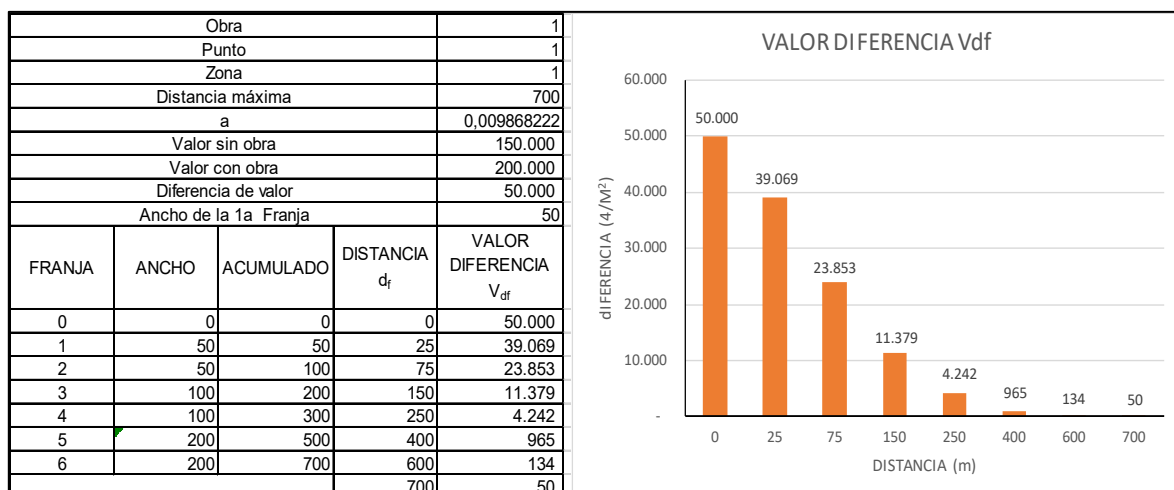 Obra 1
Punto 1
Zona 1
Distancia máxima 700
a 0,009868222
Valor sin obra 150.000
Valor con obra 200.000
Diferencia de valor 50.000
Ancho de la 1a Franja 50
FRANJA ANCHO ACUMULADO DISTANCIA df VALOR DIFERENCIA Vdf
0 0 0 0 50.000
1 50 50 25 39.069
2 50 100 75 23.853
3 100 200 150 11.379
4 100 300 250 4.242
5 200 500 400 965
6 200 700 600 134
700 50
VALOR DIFERENCIA Vdf
60.000
50.000
40.000
30.000
20.000
10.000
-
dIFERENCIA (4/M²)
50.000
39.069
23.853
11.379
4.242
965
134
50
0 25 75 150 250 400 600 700
DISTANCIA (m)